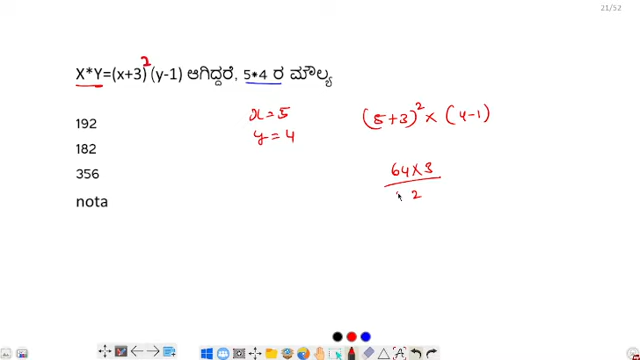 21/52
X*Y=(x+3)²(y-1) ಆಗಿದ್ದರೆ, 5*4 ರ ಮೌಲ್ಯ
192
182
356
nota
x = 5
y = 4
(5+3)² × (4-1)
64 × 3
2